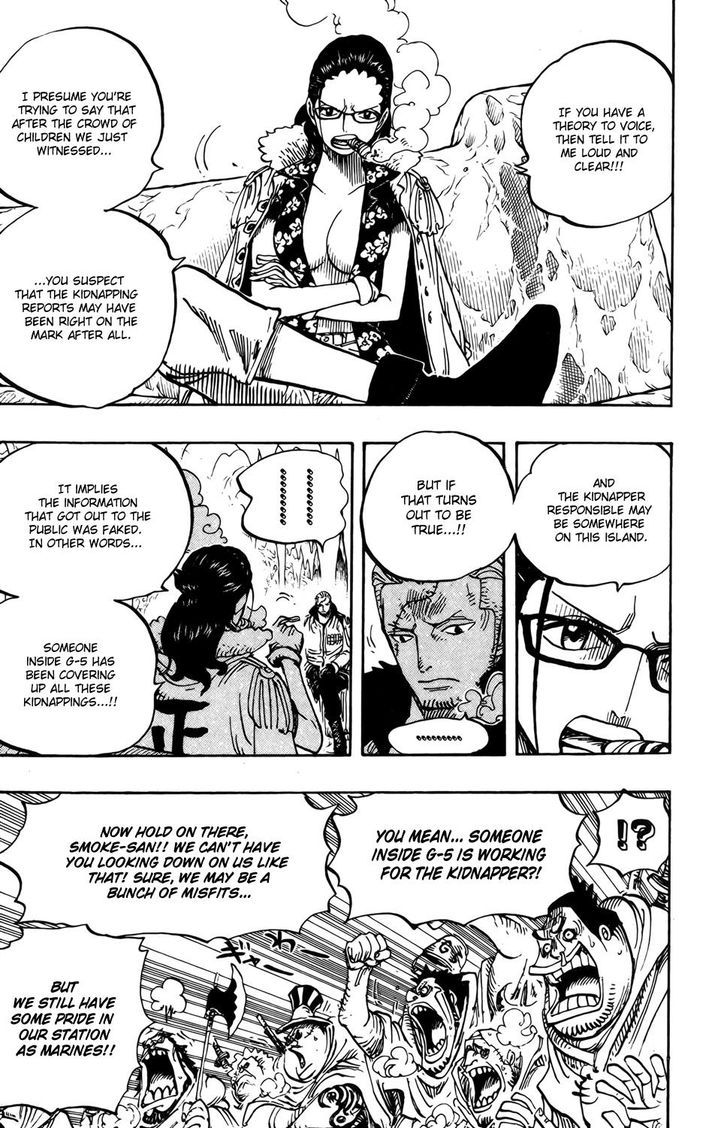 IF YOU HAVE A
THEORY TO VOICE,
THEN TELL IT TO
ME LOUD AND
CLEAR!!!
I PRESUME YOU'RE
TRYING TO SAY THAT
AFTER THE CROWD OF
CHILDREN WE JUST
WITNESSED...
...YOU SUSPECT
THAT THE KIDNAPPING
REPORTS MAY HAVE
BEEN RIGHT ON THE
MARK AFTER ALL.
AND
THE KIDNAPPER
RESPONSIBLE MAY
BE SOMEWHERE
ON THIS ISLAND.
BUT IF
THAT TURNS
OUT TO BE
TRUE...!!
IT IMPLIES
THE INFORMATION
THAT GOT OUT TO THE
PUBLIC WAS FAKED.
IN OTHER WORDS...
SOMEONE
INSIDE G-5 HAS
BEEN COVERING
UP ALL THESE
KIDNAPPINGS...!!
正
!?
YOU MEAN... SOMEONE
INSIDE G-5 IS WORKING
FOR THE KIDNAPPER?!
NOW HOLD ON THERE,
SMOKE-SAN!! WE CAN'T HAVE
YOU LOOKING DOWN ON US LIKE
THAT! SURE, WE MAY BE A
BUNCH OF MISFITS...
BUT
WE STILL HAVE
SOME PRIDE IN
OUR STATION
AS MARINES!!